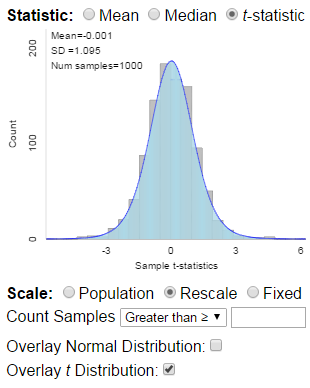 Statistic: Mean Median t-statistic
Mean=-0.001
SD =1.095
Num samples=1000
200
100
0
Count
-3 0 3 6
Sample t-statistics
Scale: Population Rescale Fixed
Count Samples Greater than ≥
Overlay Normal Distribution:
Overlay t Distribution: